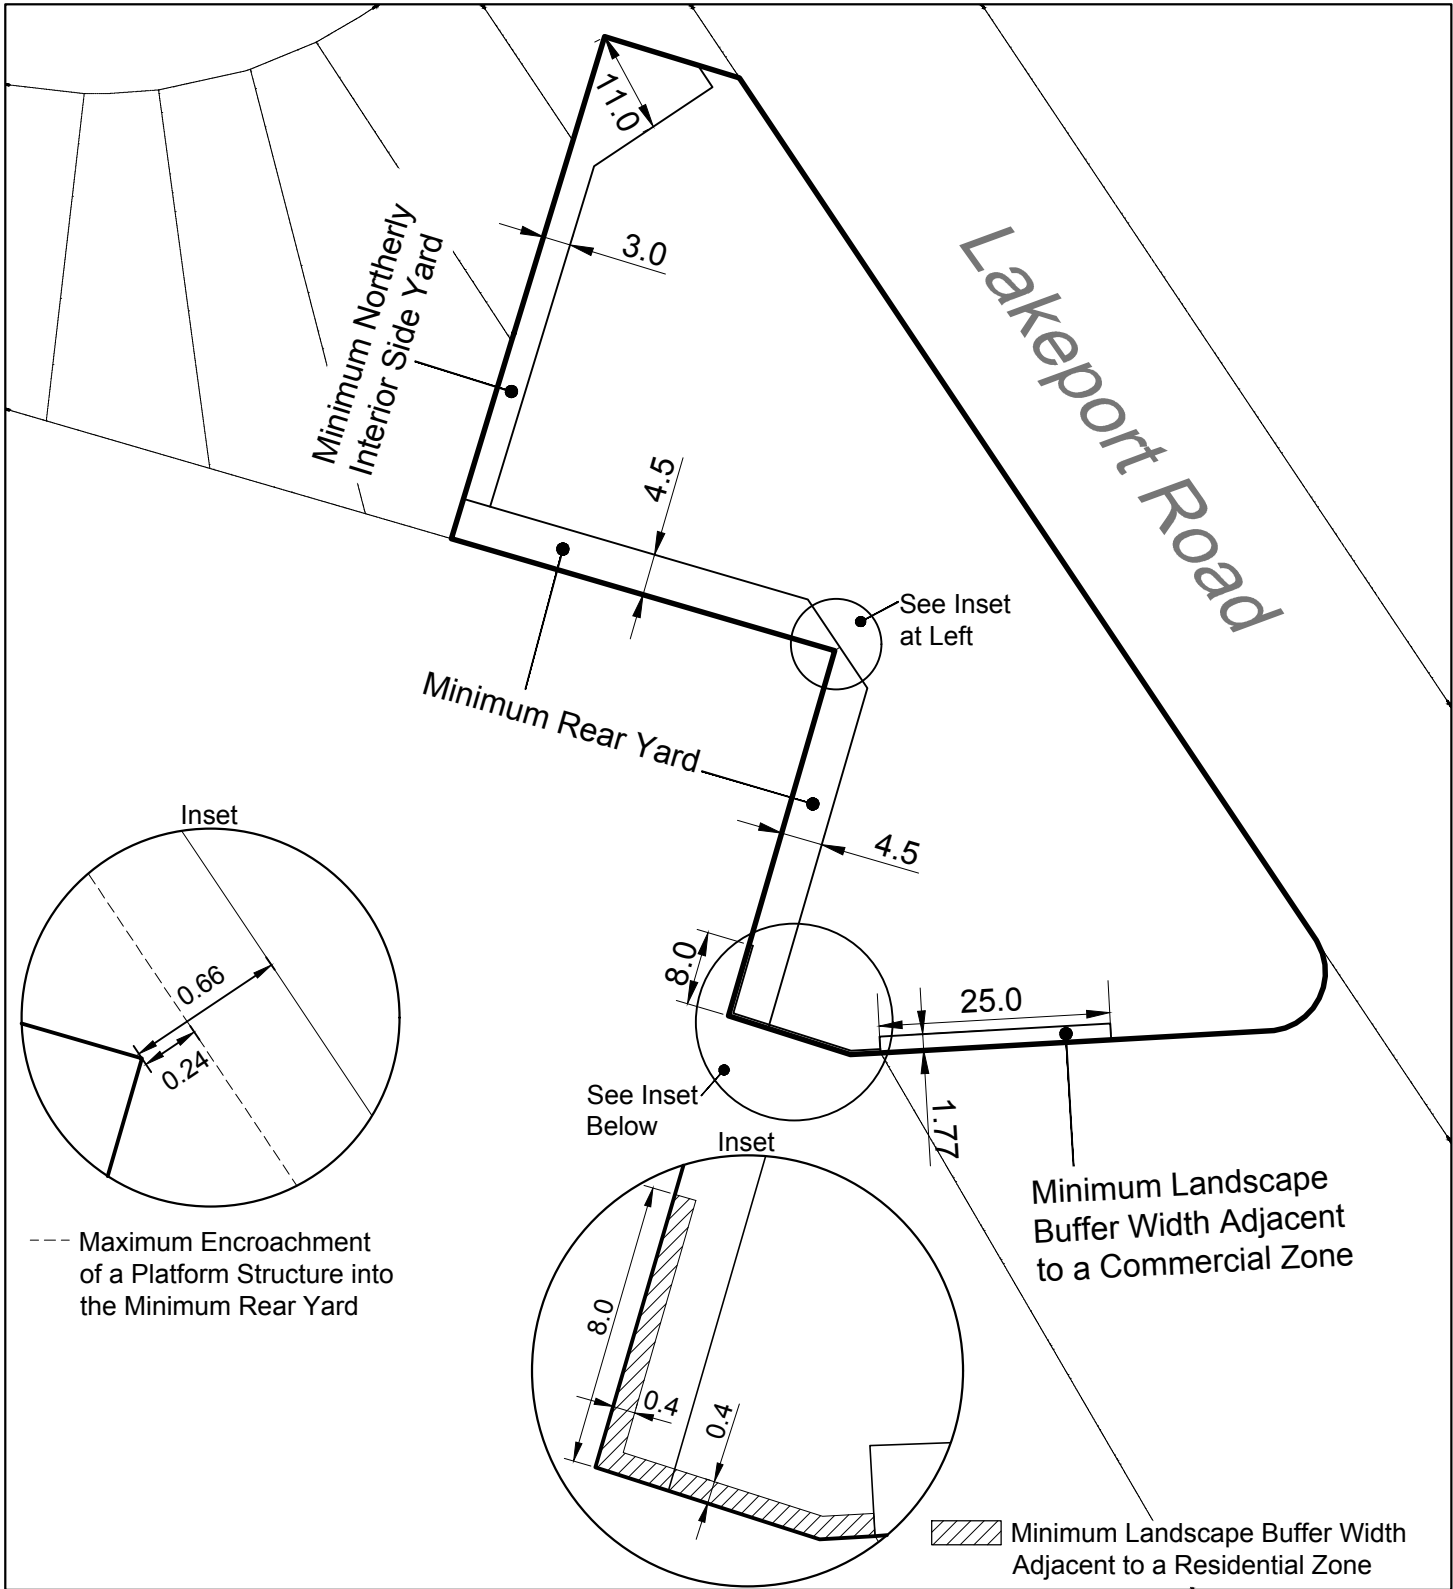 11.0
3.0
Minimum Northerly
Interior Side Yard
Lakeport Road
4.5
See Inset
at Left
Minimum Rear Yard
4.5
Inset
0.66
0.24
--- Maximum Encroachment
of a Platform Structure into
the Minimum Rear Yard
8.0
25.0
1.77
See Inset
Below
Minimum Landscape
Buffer Width Adjacent
to a Commercial Zone
Inset
8.0
0.4
0.4
Minimum Landscape Buffer Width
Adjacent to a Residential Zone